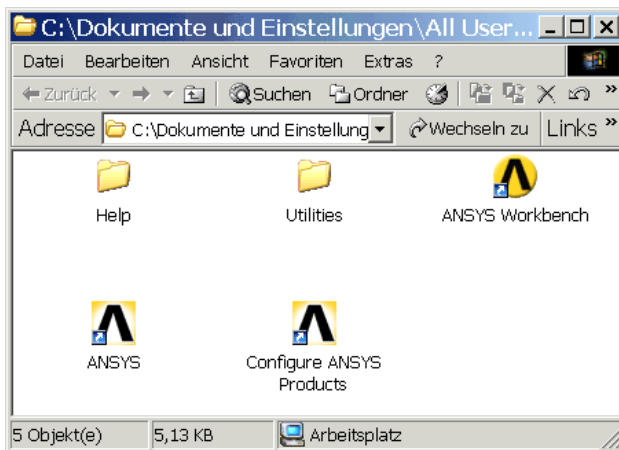 C:\Dokumente und Einstellungen\All User...
Datei Bearbeiten Ansicht Favoriten Extras ?
Zurück Suchen Ordner »
Adresse C:\Dokumente und Einstellung Wechseln zu Links »
Help Utilities ANSYS Workbench
ANSYS Configure ANSYS
Products
5 Objekt(e) 5,13 KB Arbeitsplatz